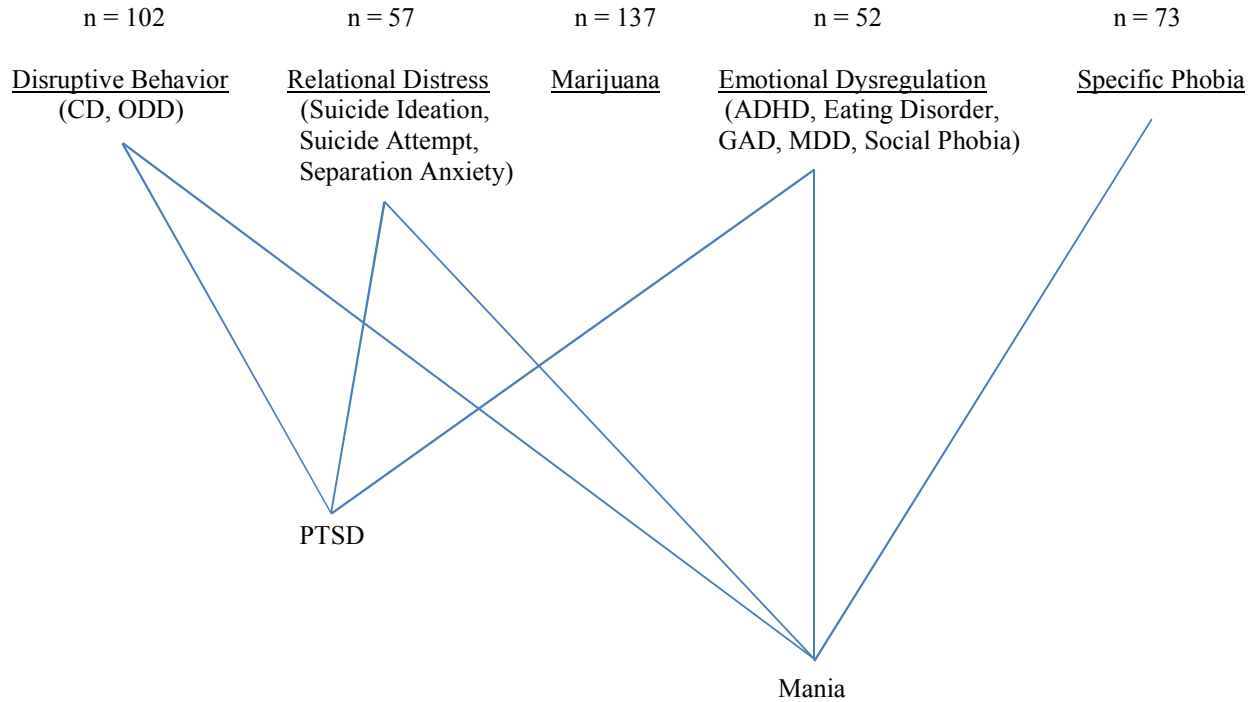 n = 102 n = 57 n = 137 n = 52 n = 73
Disruptive Behavior Relational Distress Marijuana Emotional Dysregulation Specific Phobia
(CD, ODD) (Suicide Ideation, (ADHD, Eating Disorder,
Suicide Attempt, GAD, MDD, Social Phobia)
Separation Anxiety)
PTSD
Mania